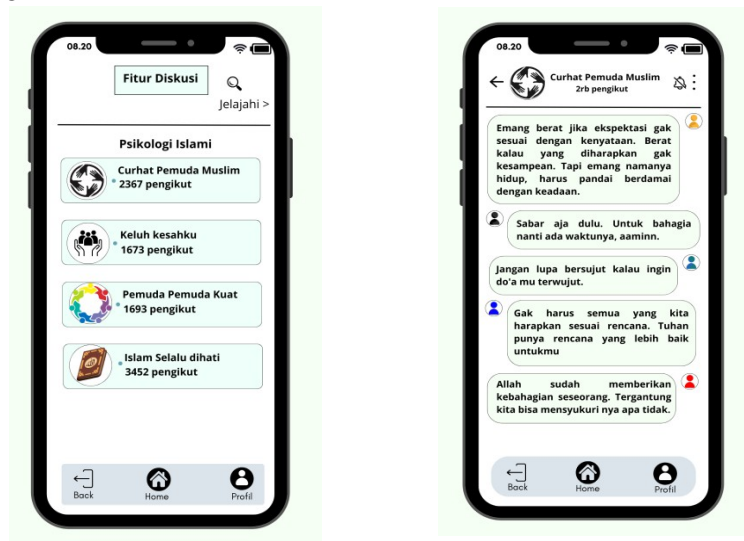 08.20
Fitur Diskusi
Jelajahi >
Psikologi Islami
Curhat Pemuda Muslim
2367 pengikut
Keluh kesahku
1673 pengikut
Pemuda Pemuda Kuat
1693 pengikut
Islam Selalu dihati
3452 pengikut
Back
Home
Profil
08.20
Curhat Pemuda Muslim
2rb pengikut
Emang berat jika ekspektasi gak
sesuai dengan kenyataan. Berat
kalau yang diharapkan gak
kesampean. Tapi emang namanya
hidup, harus pandai berdamai
dengan keadaan.
Sabar aja dulu. Untuk bahagia
nanti ada waktunya, aaminn.
Jangan lupa bersujut kalau ingin
do'a mu terwujut.
Gak harus semua yang kita
harapkan sesuai rencana. Tuhan
punya rencana yang lebih baik
untukmu
Allah sudah memberikan
kebahagian seseorang. Tergantung
kita bisa mensyukuri nya apa tidak.
Back
Home
Profil